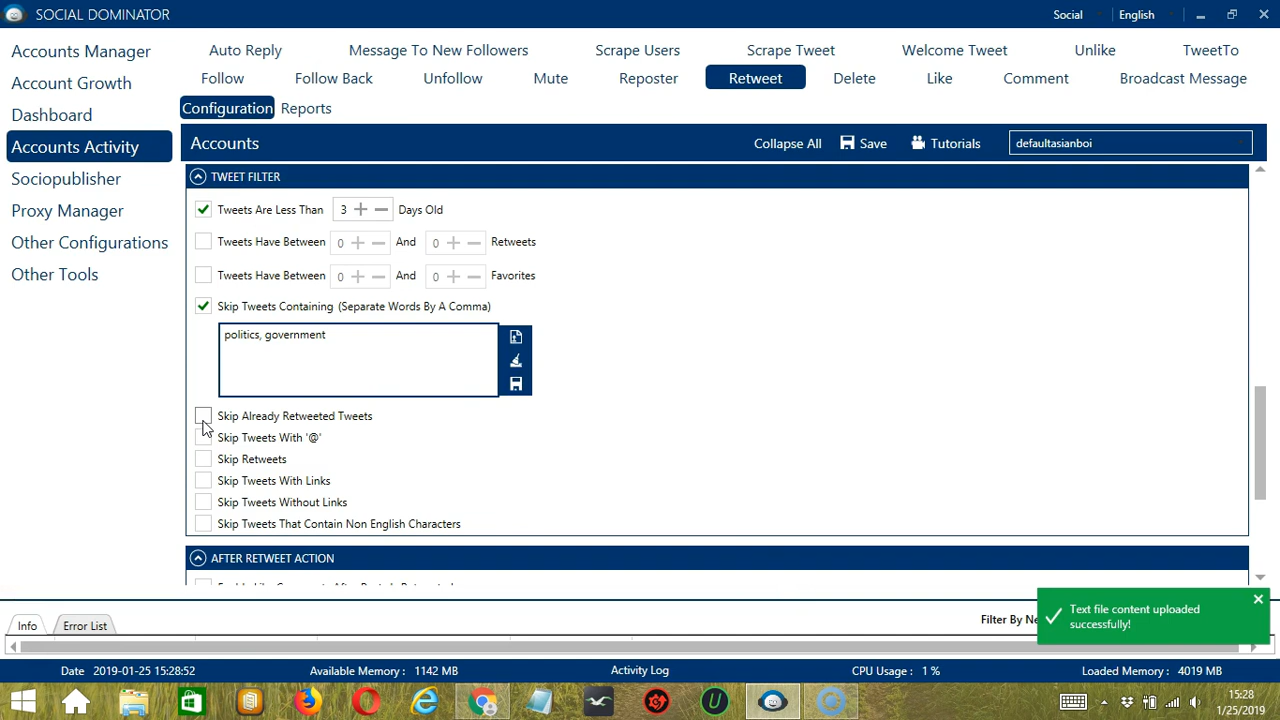 SOCIAL DOMINATOR
Social
English
Accounts Manager
Account Growth
Dashboard
Accounts Activity
Sociopublisher
Proxy Manager
Other Configurations
Other Tools
Auto Reply Message To New Followers Scrape Users Scrape Tweet Welcome Tweet Unlike TweetTo
Follow Follow Back Unfollow Mute Reposter Retweet Delete Like Comment Broadcast Message
Configuration Reports
Accounts Collapse All Save Tutorials defaultasianboi
TWEET FILTER
Tweets Are Less Than 3 Days Old
Tweets Have Between 0 And 0 Retweets
Tweets Have Between 0 And 0 Favorites
Skip Tweets Containing (Separate Words By A Comma)
politics, government
Skip Already Retweeted Tweets
Skip Tweets With '@'
Skip Retweets
Skip Tweets With Links
Skip Tweets Without Links
Skip Tweets That Contain Non English Characters
AFTER RETWEET ACTION
Text file content uploaded
successfully!
Info Error List Filter By
Date 2019-01-25 15:28:52 Available Memory : 1142 MB Activity Log CPU Usage : 1 % Loaded Memory : 4019 MB
15:28
1/25/2019